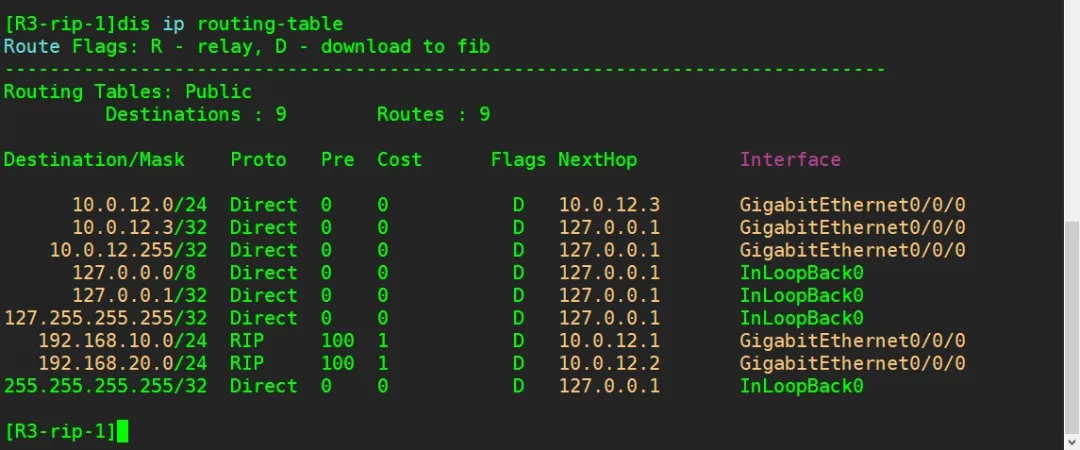 [R3-rip-1]dis ip routing-table
Route Flags: R - relay, D - download to fib
------------------------------------------------------------------------------
Routing Tables: Public
         Destinations : 9        Routes : 9

Destination/Mask    Proto   Pre  Cost      Flags NextHop         Interface

      10.0.12.0/24  Direct  0    0           D   10.0.12.3       GigabitEthernet0/0/0
      10.0.12.3/32  Direct  0    0           D   127.0.0.1       GigabitEthernet0/0/0
    10.0.12.255/32  Direct  0    0           D   127.0.0.1       GigabitEthernet0/0/0
      127.0.0.0/8   Direct  0    0           D   127.0.0.1       InLoopBack0
      127.0.0.1/32  Direct  0    0           D   127.0.0.1       InLoopBack0
127.255.255.255/32  Direct  0    0           D   127.0.0.1       InLoopBack0
   192.168.10.0/24  RIP     100  1           D   10.0.12.1       GigabitEthernet0/0/0
   192.168.20.0/24  RIP     100  1           D   10.0.12.2       GigabitEthernet0/0/0
255.255.255.255/32  Direct  0    0           D   127.0.0.1       InLoopBack0

[R3-rip-1]